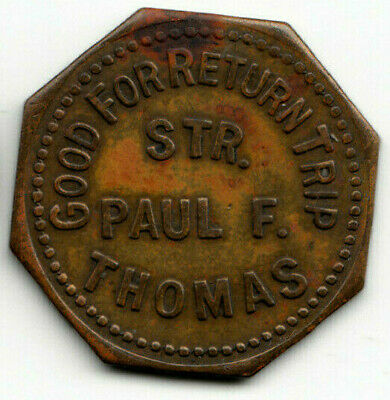 GOOD FOR RETURN TRIP
STR.
PAUL F.
THOMAS